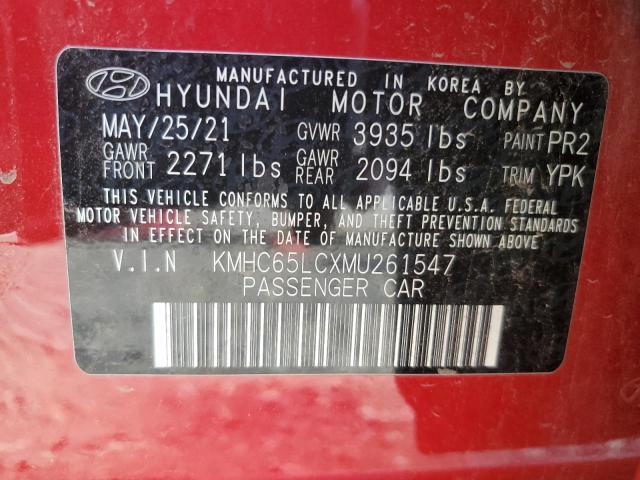 MANUFACTURED IN KOREA BY
HYUNDAI MOTOR COMPANY
MAY/25/21 GVWR 3935 lbs PAINT PR2
GAWR FRONT 2271 lbs GAWR REAR 2094 lbs TRIM YPK
THIS VEHICLE CONFORMS TO ALL APPLICABLE U.S.A. FEDERAL
MOTOR VEHICLE SAFETY, BUMPER, AND THEFT PREVENTION STANDARDS
IN EFFECT ON THE DATE OF MANUFACTURE SHOWN ABOVE
V.I.N KMHC65LCXMU261547
PASSENGER CAR